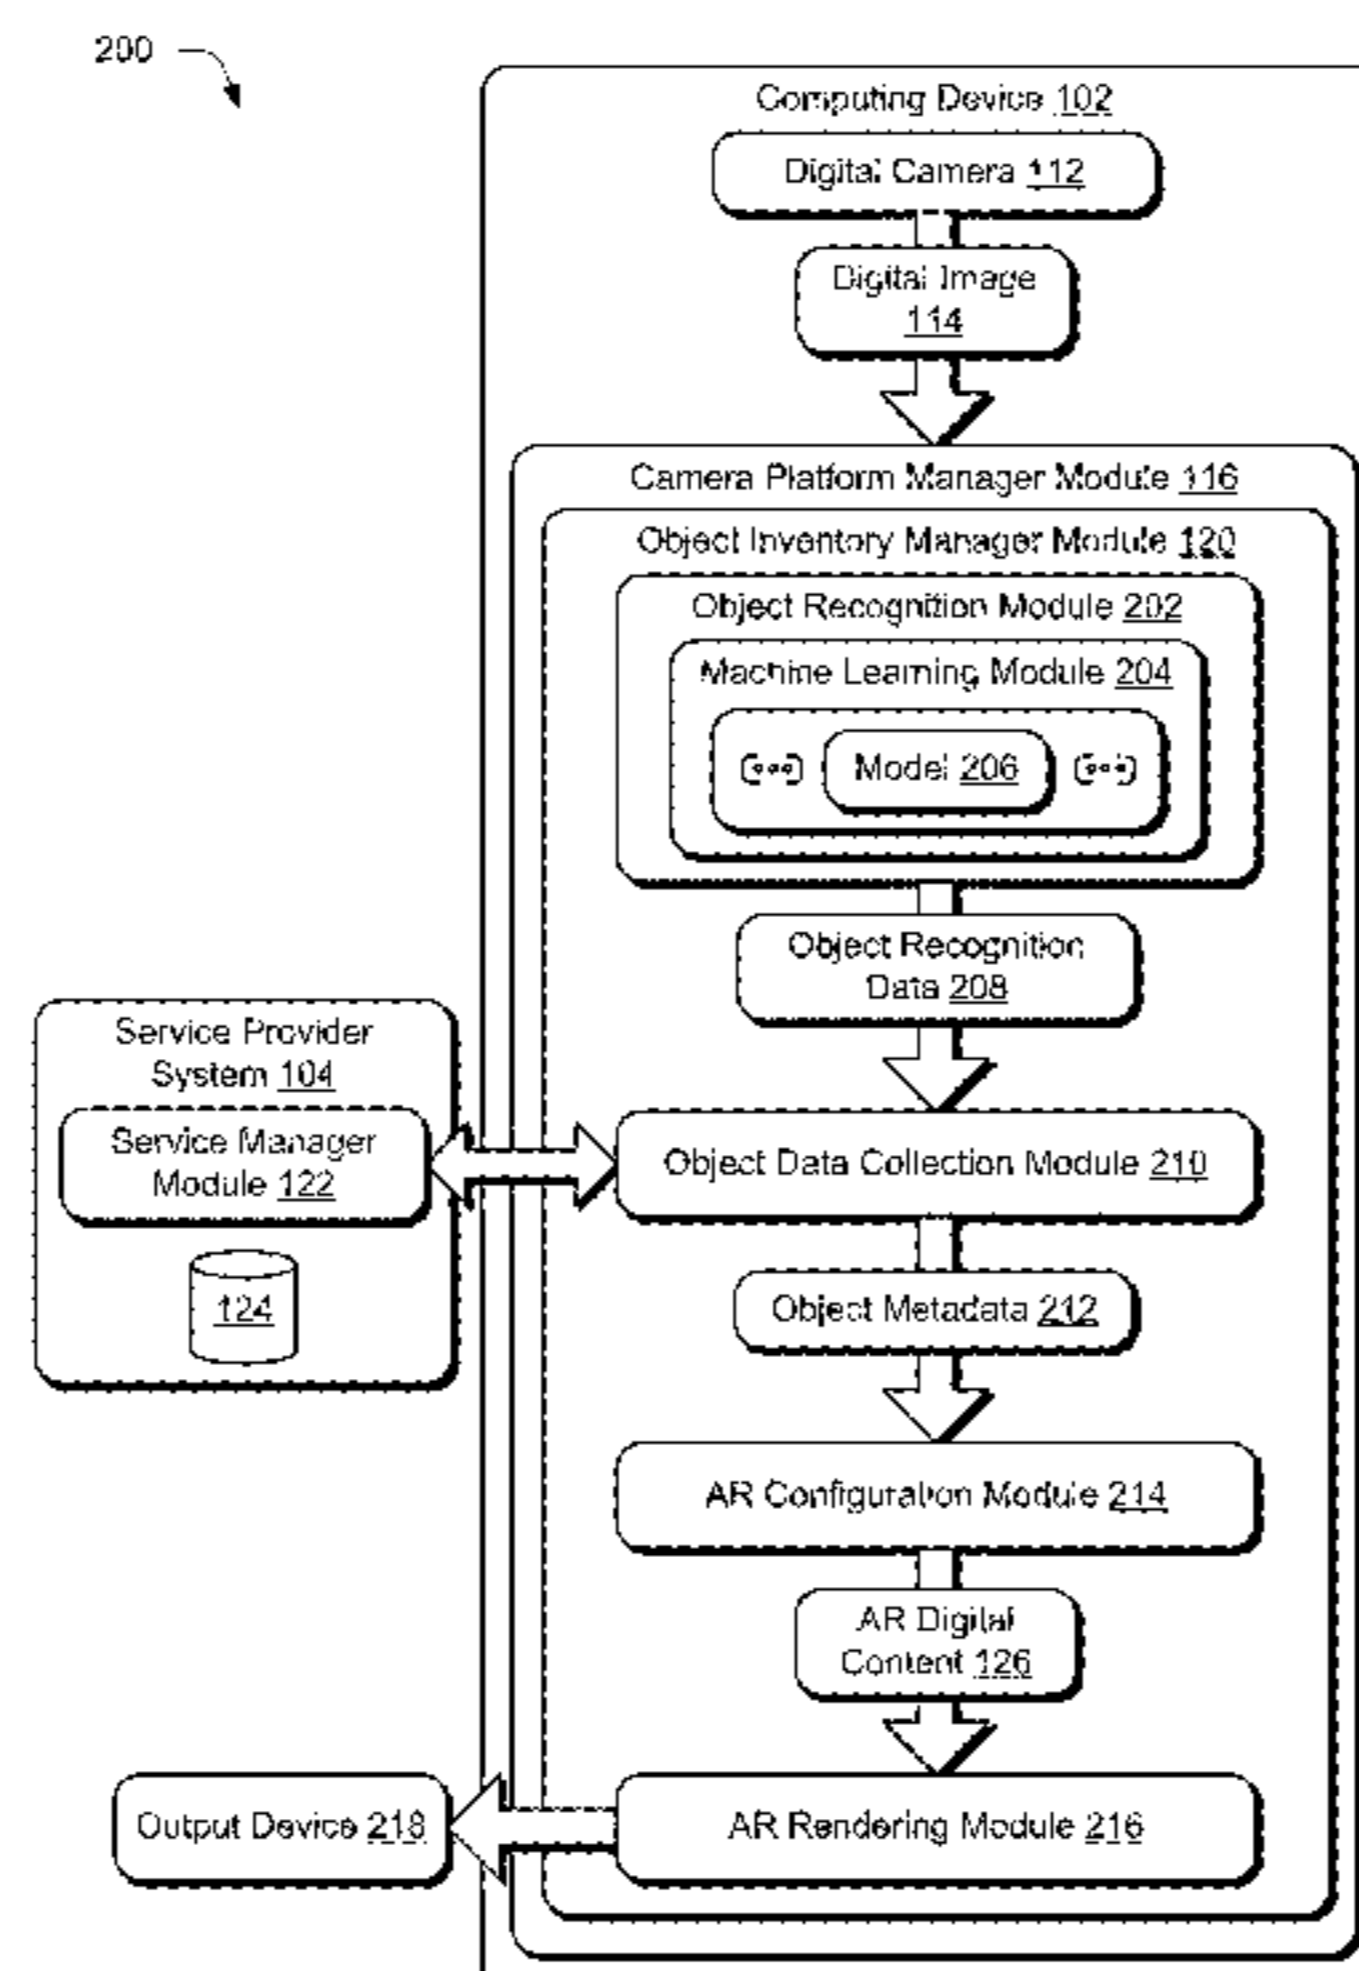 200
Computing Device 102
Digital Camera 112
Digital Image
114
Camera Platform Manager Module 116
Object Inventory Manager Module 120
Object Recognition Module 202
Machine Learning Module 204
Model 206
Object Recognition
Data 208
Service Provider
System 104
Service Manager
Module 122
124
Object Data Collection Module 210
Object Metadata 212
AR Configuration Module 214
AR Digital
Content 126
Output Device 218
AR Rendering Module 216